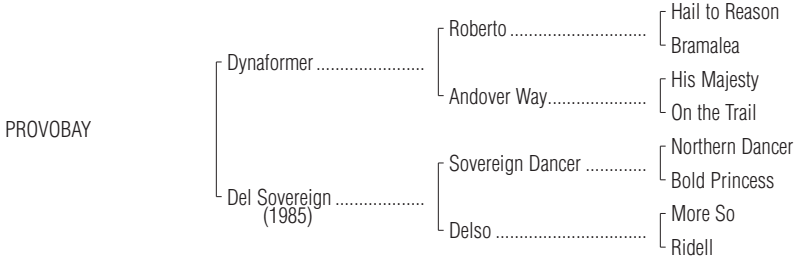 Hail to Reason
Roberto ............................
Bramalea
Dynaformer .......................
His Majesty
Andover Way.....................
On the Trail
PROVOBAY
Northern Dancer
Sovereign Dancer .............
Bold Princess
Del Sovereign ...................
(1985)
More So
Delso ................................
Ridell